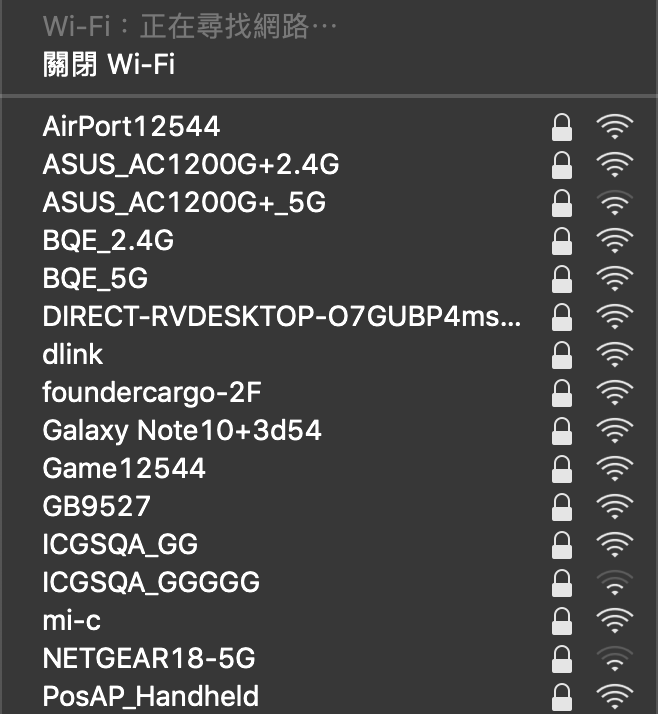 Wi-Fi：正在尋找網路⋯
關閉 Wi-Fi
AirPort12544
ASUS_AC1200G+2.4G
ASUS_AC1200G+_5G
BQE_2.4G
BQE_5G
DIRECT-RVDESKTOP-O7GUBP4ms...
dlink
foundercargo-2F
Galaxy Note10+3d54
Game12544
GB9527
ICGSQA_GG
ICGSQA_GGGGG
mi-c
NETGEAR18-5G
PosAP_Handheld